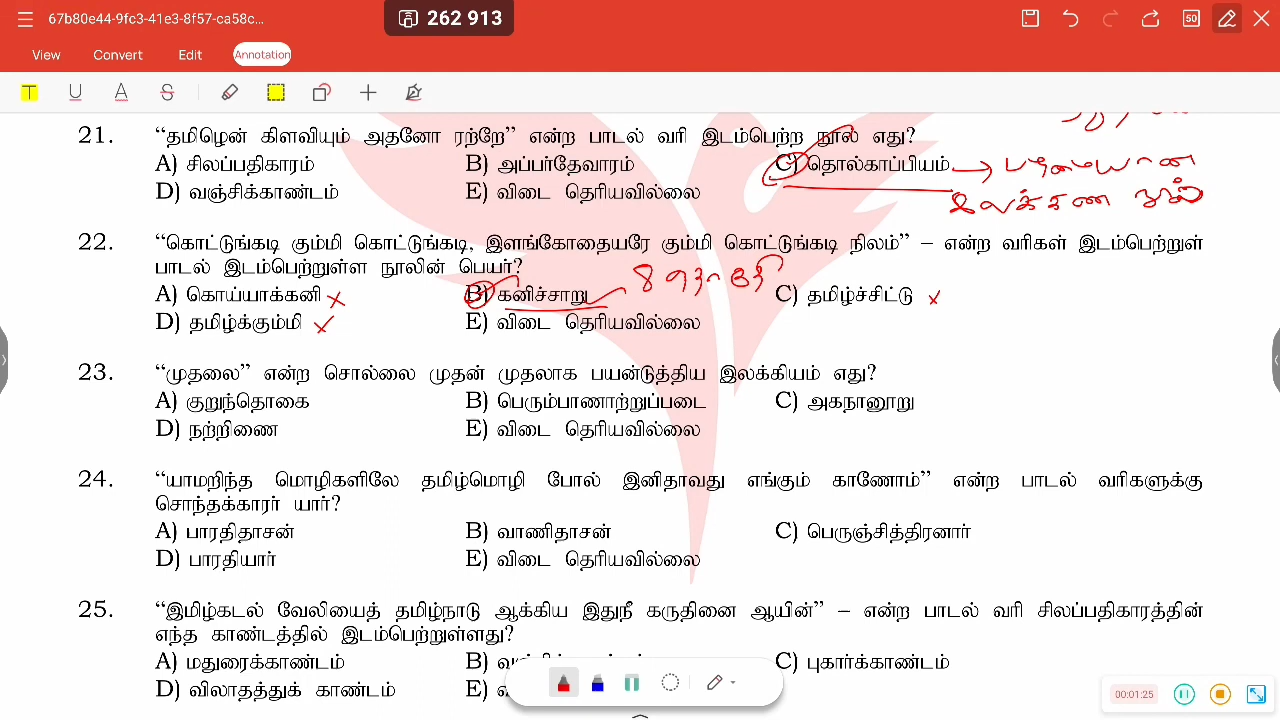 67b80e44-9fc3-41e3-8f57-ca58c...
262 913
50
View Convert Edit Annotation
T U A S
21. “தமிழென் கிளவியும் அதனோ ரற்றே” என்ற பாடல் வரி இடம்பெற்ற நூல் எது?
A) சிலப்பதிகாரம் B) அப்பர்தேவாரம் C) தொல்காப்பியம்
D) வஞ்சிக்காண்டம் E) விடை தெரியவில்லை
இலக்கண நூல்
22. “கொட்டுங்கடி கும்மி கொட்டுங்கடி, இளங்கோதையரே கும்மி கொட்டுங்கடி நிலம்” – என்ற வரிகள் இடம்பெற்றுள்
பாடல் இடம்பெற்றுள்ள நூலின் பெயர்?
A) கொய்யாக்கனி B) கனிச்சாறு C) தமிழ்ச்சிட்டு
D) தமிழ்க்கும்மி E) விடை தெரியவில்லை
23. “முதலை” என்ற சொல்லை முதன் முதலாக பயன்டுத்திய இலக்கியம் எது?
A) குறுந்தொகை B) பெரும்பாணாற்றுப்படை C) அகநானூறு
D) நற்றிணை E) விடை தெரியவில்லை
24. “யாமறிந்த மொழிகளிலே தமிழ்மொழி போல் இனிதாவது எங்கும் காணோம்” என்ற பாடல் வரிகளுக்கு
சொந்தக்காரர் யார்?
A) பாரதிதாசன் B) வாணிதாசன் C) பெருஞ்சித்திரனார்
D) பாரதியார் E) விடை தெரியவில்லை
25. “இமிழ்கடல் வேலியைத் தமிழ்நாடு ஆக்கிய இதுநீ கருதினை ஆயின்” – என்ற பாடல் வரி சிலப்பதிகாரத்தின்
எந்த காண்டத்தில் இடம்பெற்றுள்ளது?
A) மதுரைக்காண்டம் B) C) புகார்க்காண்டம்
D) விலாதத்துக் காண்டம் E)
00:01:25